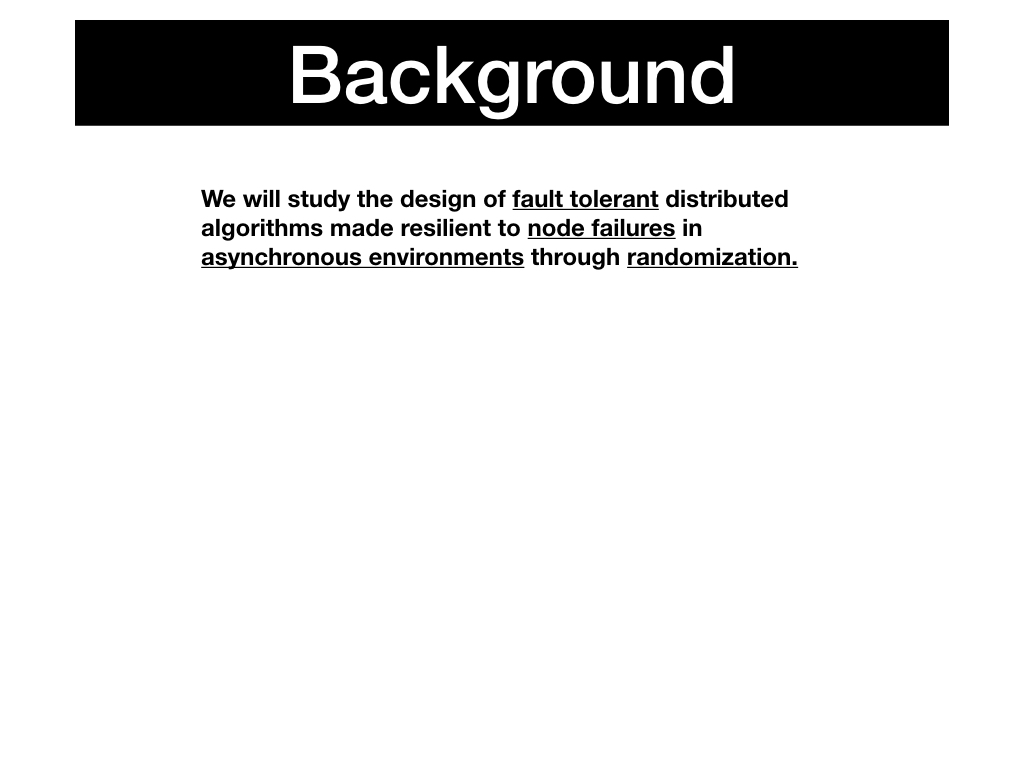 Background
We will study the design of fault tolerant distributed
algorithms made resilient to node failures in
asynchronous environments through randomization.